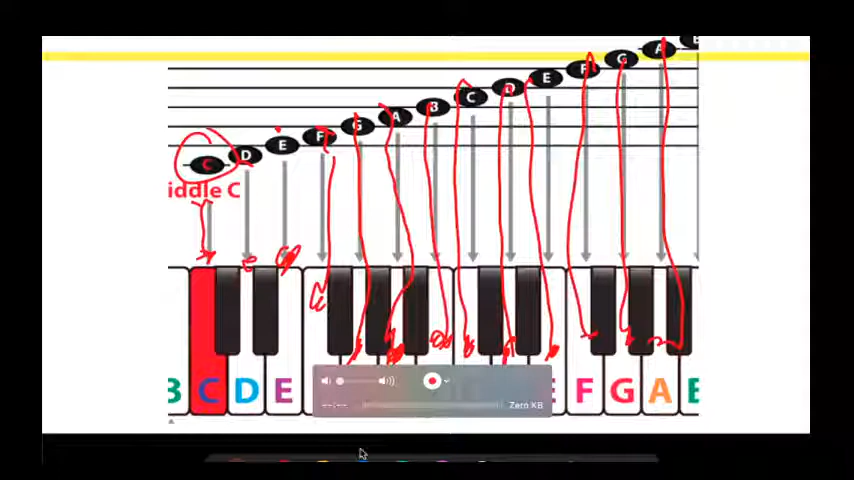 B
C D E F G A B C D E F G A
iddle C
B C D E E F G A E
--:-- Zero KB